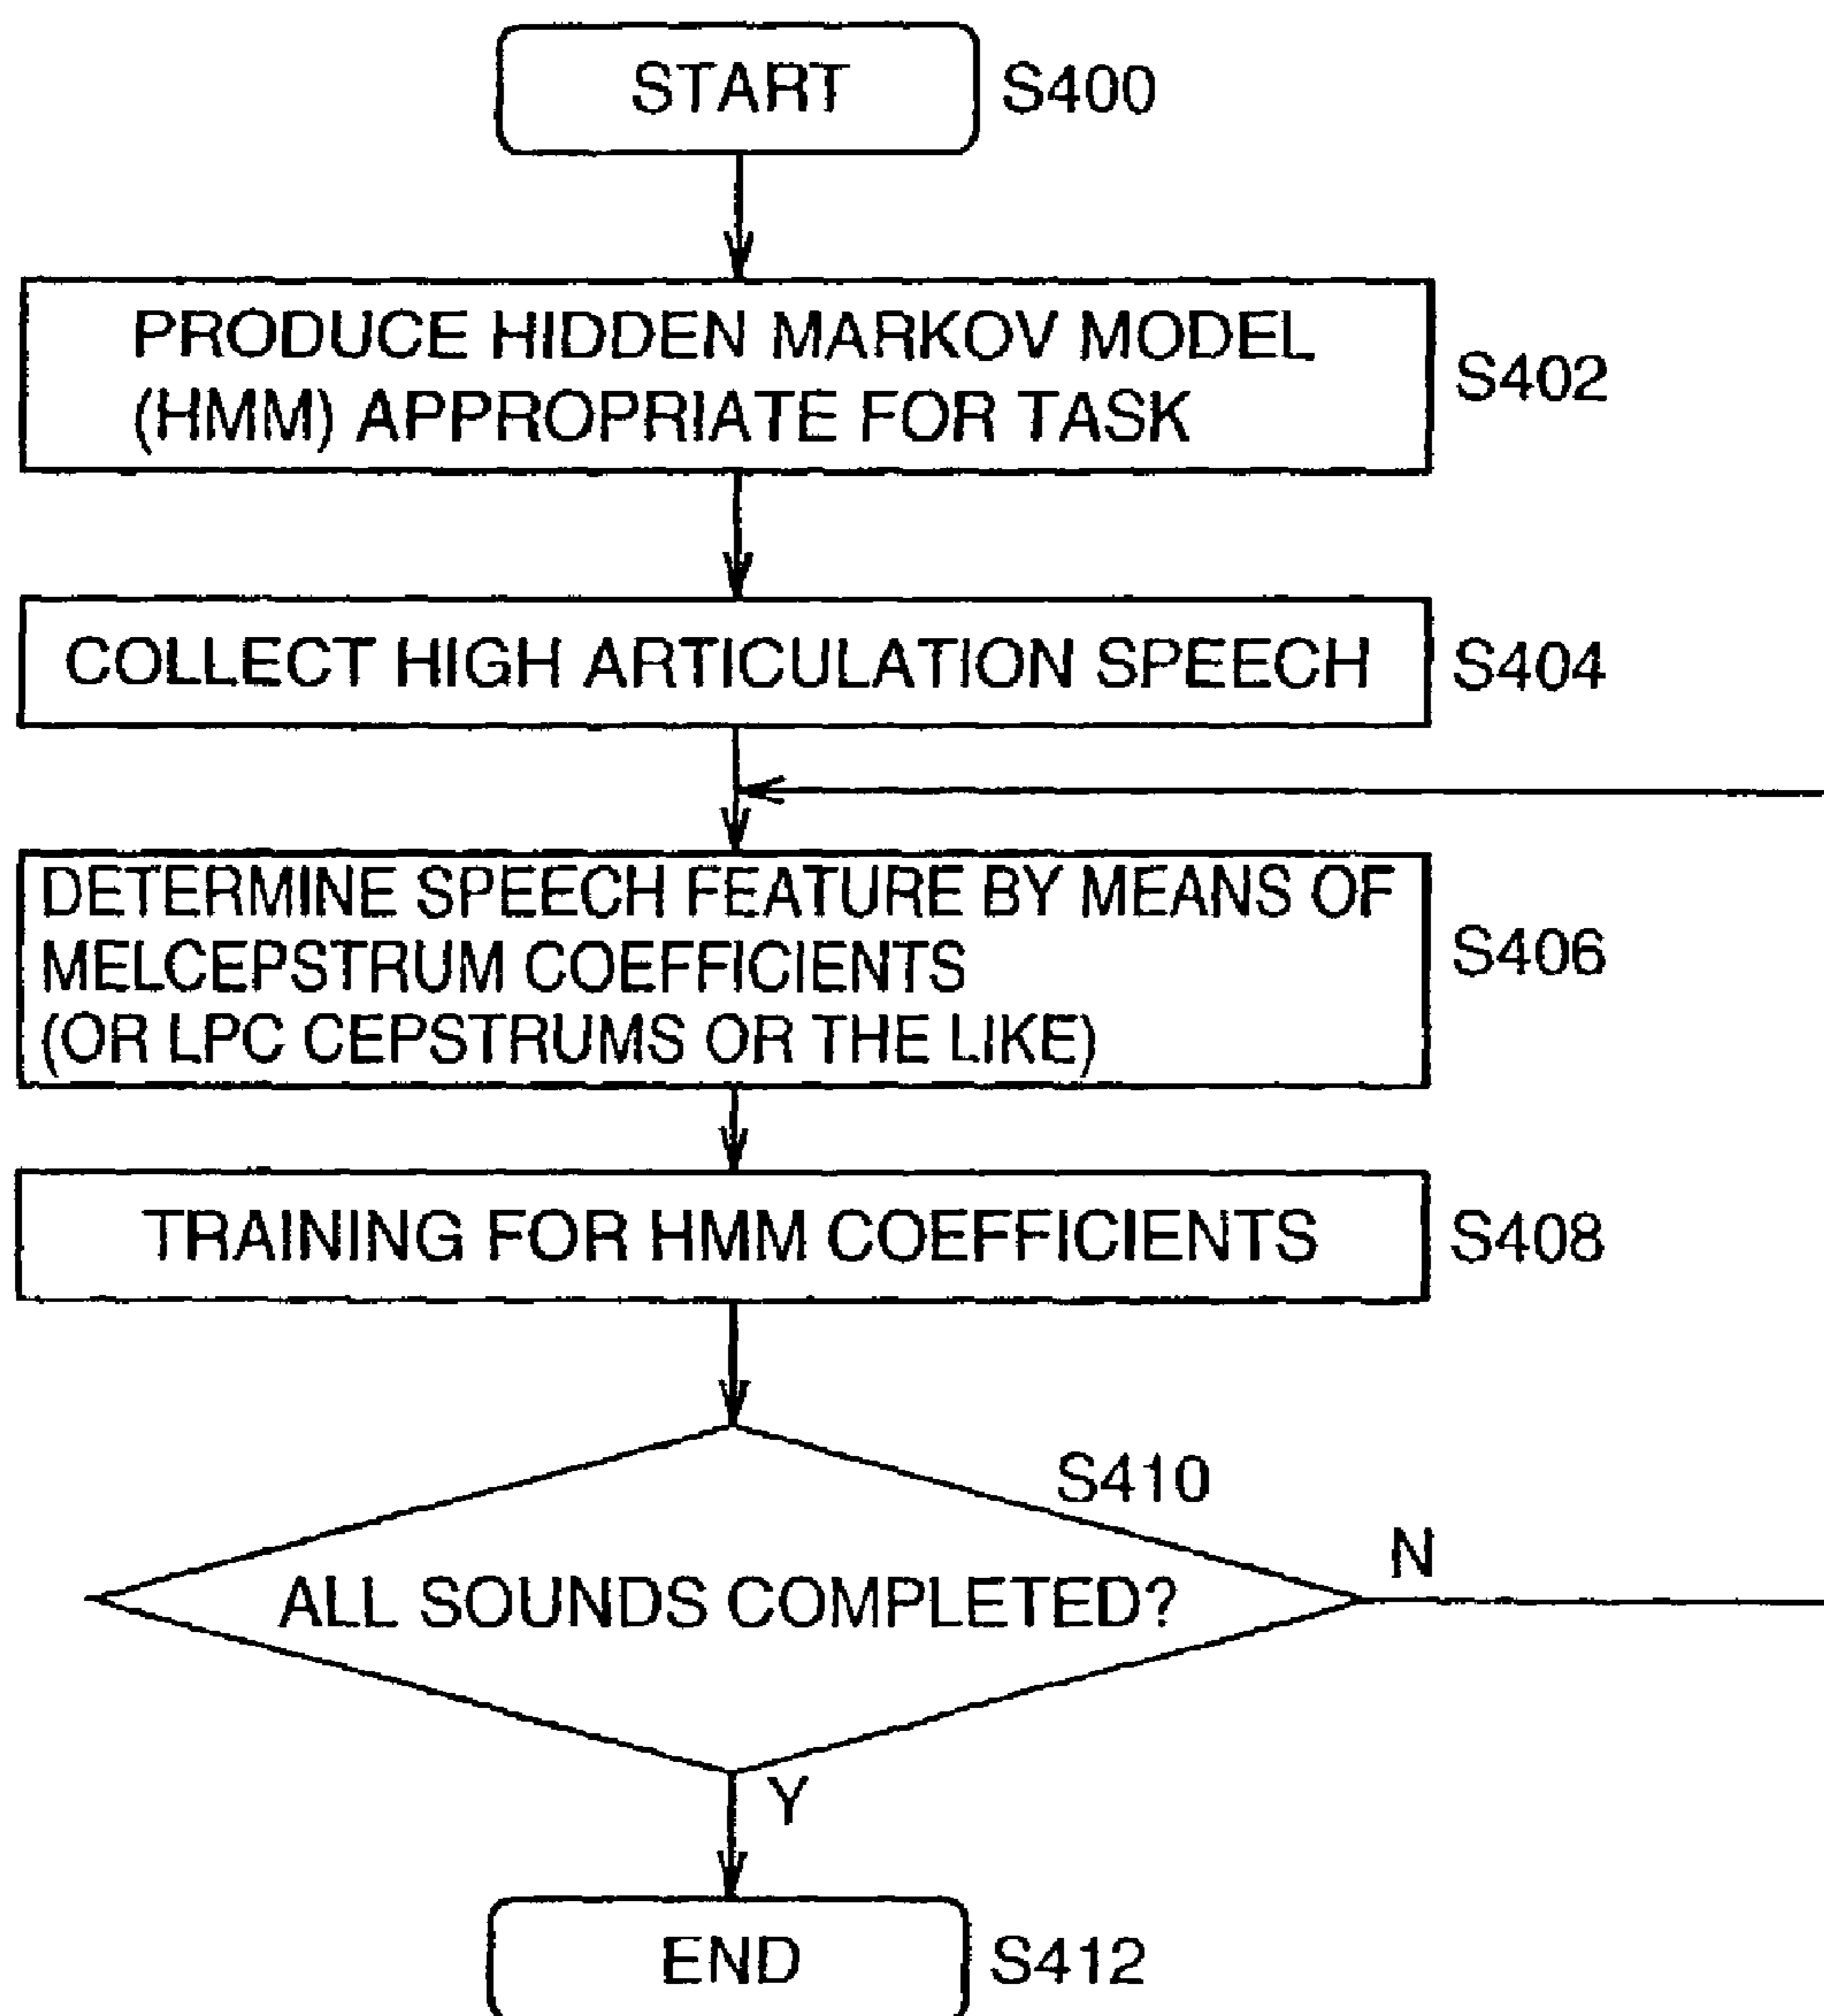 START
S400
PRODUCE HIDDEN MARKOV MODEL
(HMM) APPROPRIATE FOR TASK
S402
COLLECT HIGH ARTICULATION SPEECH
S404
DETERMINE SPEECH FEATURE BY MEANS OF
MELCEPSTRUM COEFFICIENTS
(OR LPC CEPSTRUMS OR THE LIKE)
S406
TRAINING FOR HMM COEFFICIENTS
S408
S410
ALL SOUNDS COMPLETED?
N
Y
END
S412